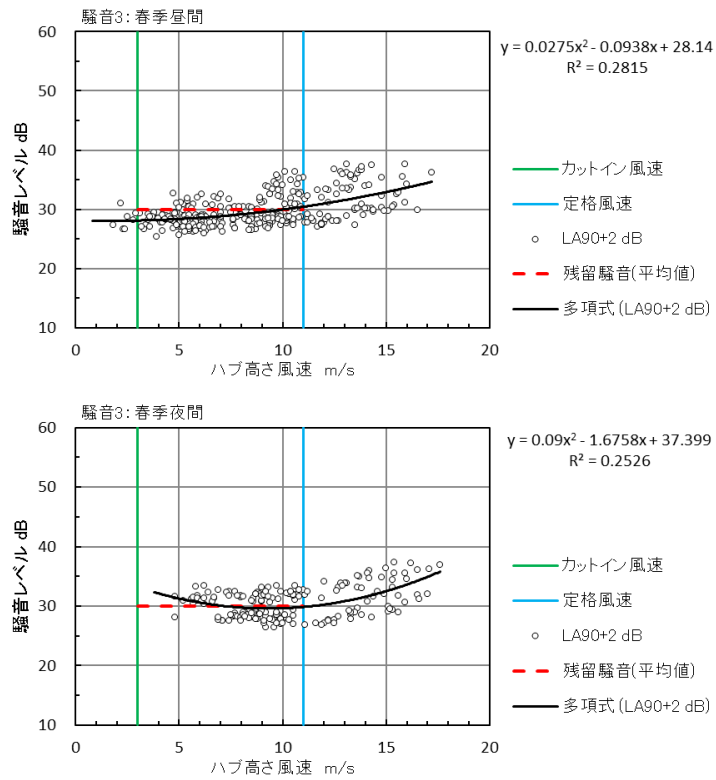 騒音3：春季昼間
60
50
40
30
20
10
騒音レベル dB
0 5 10 15 20
ハブ高さ風速 m/s
y = 0.0275x² - 0.0938x + 28.14
R² = 0.2815
カットイン風速
定格風速
LA90+2 dB
残留騒音(平均値)
多項式 (LA90+2 dB)
騒音3：春季夜間
60
50
40
30
20
10
騒音レベル dB
0 5 10 15 20
ハブ高さ風速 m/s
y = 0.09x² - 1.6758x + 37.399
R² = 0.2526
カットイン風速
定格風速
LA90+2 dB
残留騒音(平均値)
多項式 (LA90+2 dB)